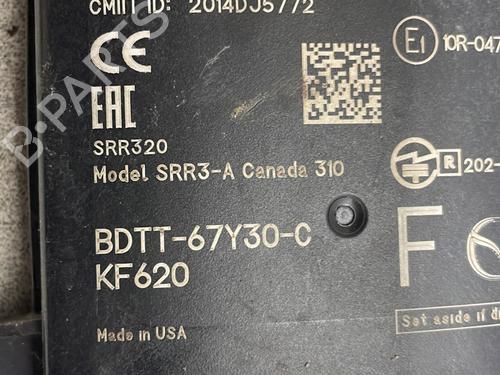 CMIIT ID: 2014DJ5772
CE
E1 10R-047
EAC
SRR320
Model SRR3-A Canada 310
R 202-
BDTT-67Y30-C
KF620
F
Made in USA
Set aside if d
B-PARTS